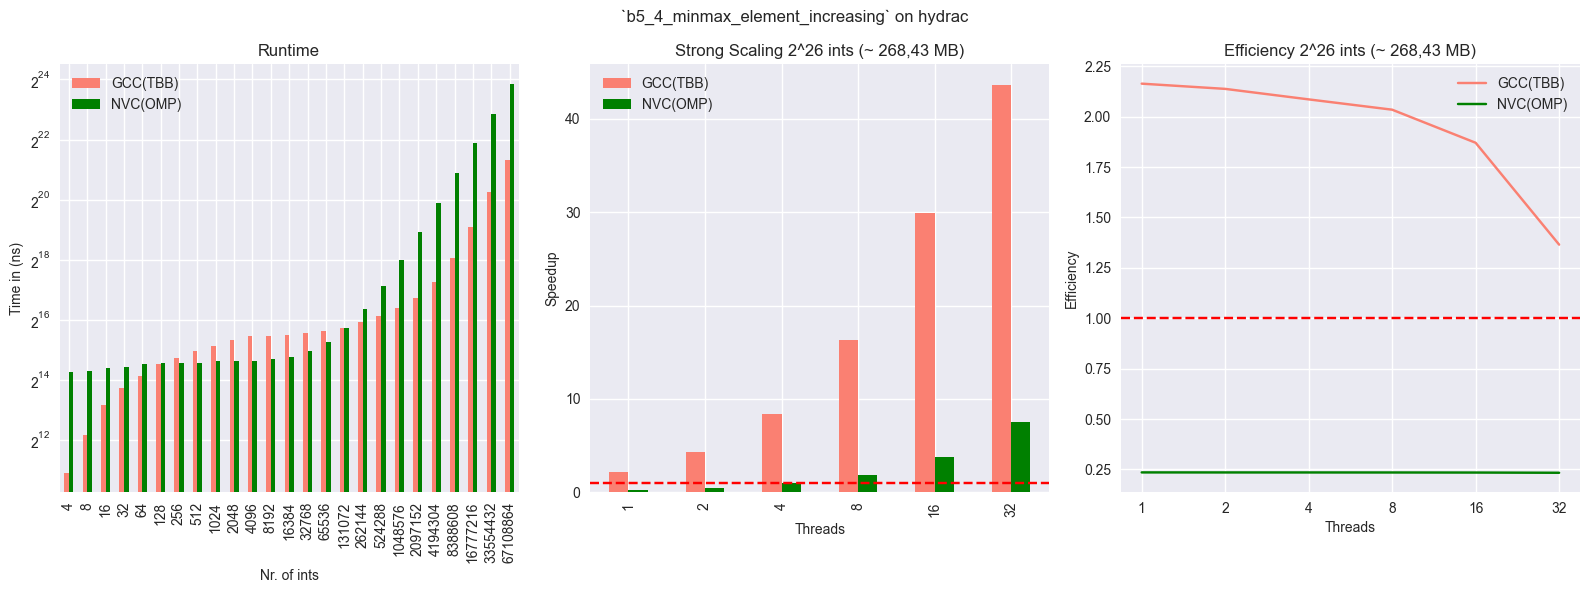 `b5_4_minmax_element_increasing` on hydrac
Runtime
GCC(TBB)
NVC(OMP)
Time in (ns)
2^24
2^22
2^20
2^18
2^16
2^14
2^12
4 8 16 32 64 128 256 512 1024 2048 4096 8192 16384 32768 65536 131072 262144 524288 1048576 2097152 4194304 8388608 16777216 33554432 67108864
Nr. of ints
Strong Scaling 2^26 ints (~ 268,43 MB)
GCC(TBB)
NVC(OMP)
Speedup
40
30
20
10
0
1 2 4 8 16 32
Threads
Efficiency 2^26 ints (~ 268,43 MB)
GCC(TBB)
NVC(OMP)
Efficiency
2.25
2.00
1.75
1.50
1.25
1.00
0.75
0.50
0.25
1 2 4 8 16 32
Threads